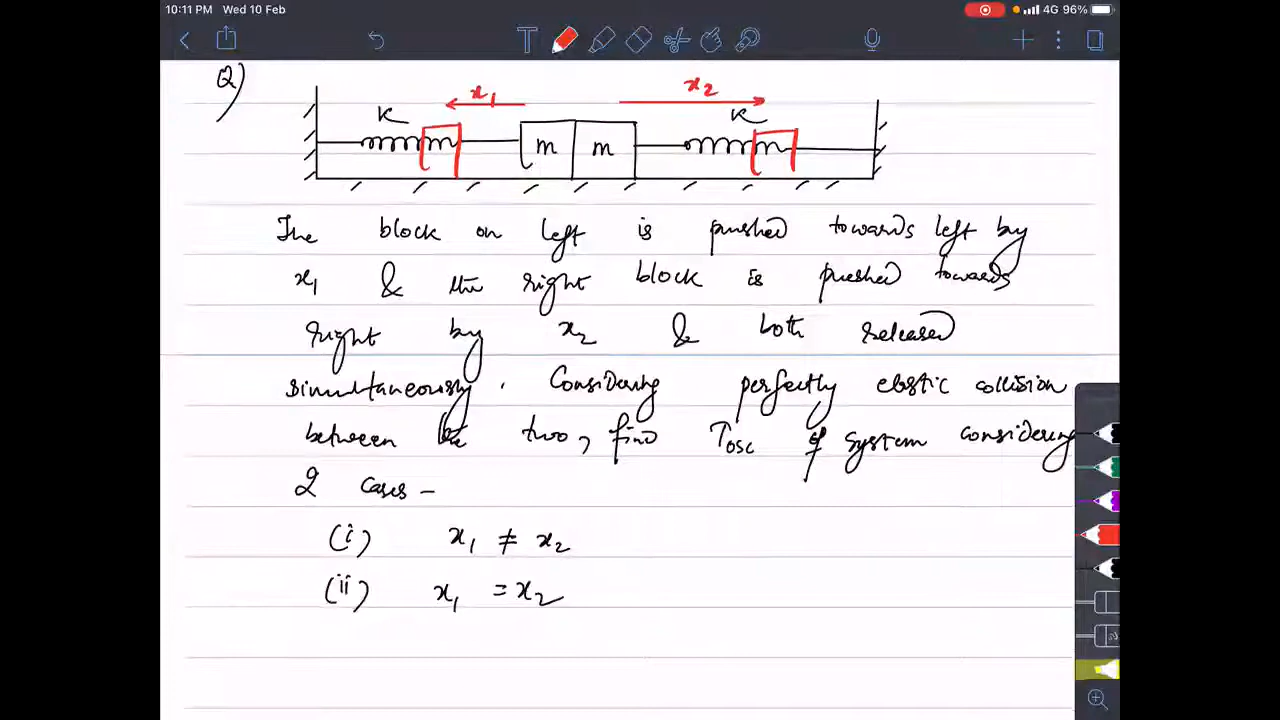 10:11 PM Wed 10 Feb
4G 96%
Q)
x₁ x₂
K K
m m
The block on left is pushed towards left by
x₁ & the right block is pushed towards
right by x₂ & both released
simultaneously. Considering perfectly elastic collision
between the two, find Tosc of system considering
2 cases –
(i) x₁ ≠ x₂
(ii) x₁ = x₂